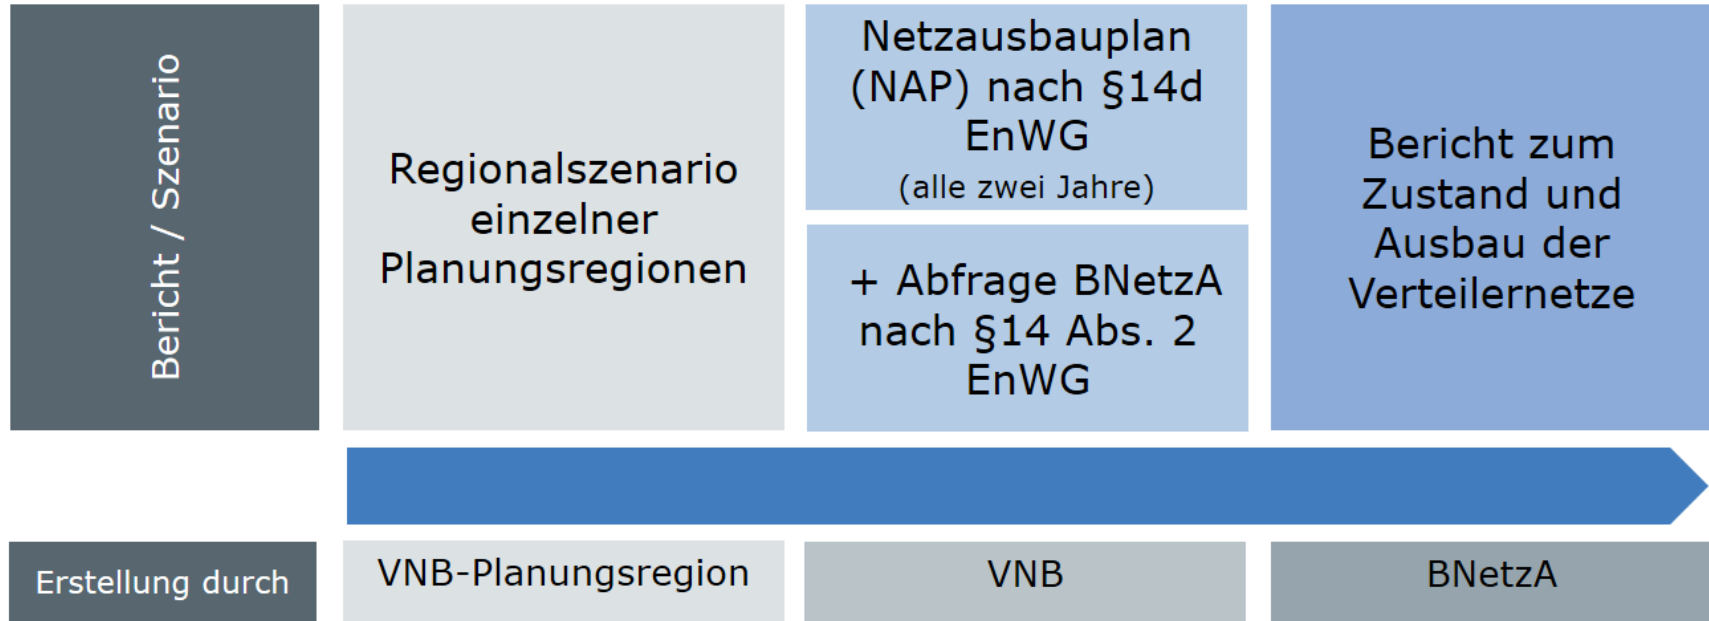 Bericht / Szenario
Regionalszenario
einzelner
Planungsregionen
Netzausbauplan
(NAP) nach §14d
EnWG
(alle zwei Jahre)
+ Abfrage BNetzA
nach §14 Abs. 2
EnWG
Bericht zum
Zustand und
Ausbau der
Verteilernetze
Erstellung durch
VNB-Planungsregion
VNB
BNetzA